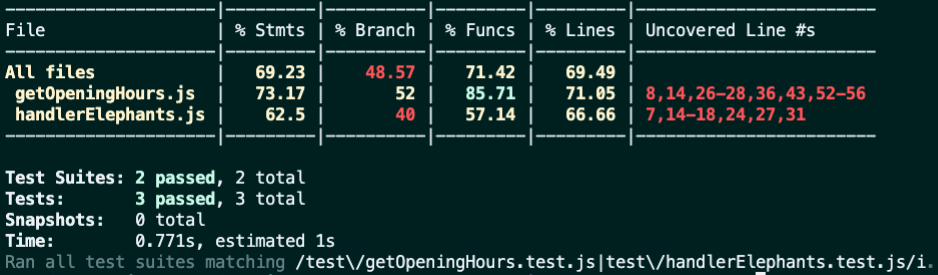 -----------------------|---------|----------|---------|---------|--------------------------
File                   | % Stmts | % Branch | % Funcs | % Lines | Uncovered Line #s
-----------------------|---------|----------|---------|---------|--------------------------
All files              |   69.23 |    48.57 |   71.42 |   69.49 |
 getOpeningHours.js    |   73.17 |       52 |   85.71 |   71.05 | 8,14,26-28,36,43,52-56
 handlerElephants.js   |    62.5 |       40 |   57.14 |   66.66 | 7,14-18,24,27,31
-----------------------|---------|----------|---------|---------|--------------------------
Test Suites: 2 passed, 2 total
Tests:       3 passed, 3 total
Snapshots:   0 total
Time:        0.771s, estimated 1s
Ran all test suites matching /test\/getOpeningHours.test.js|test\/handlerElephants.test.js/i.